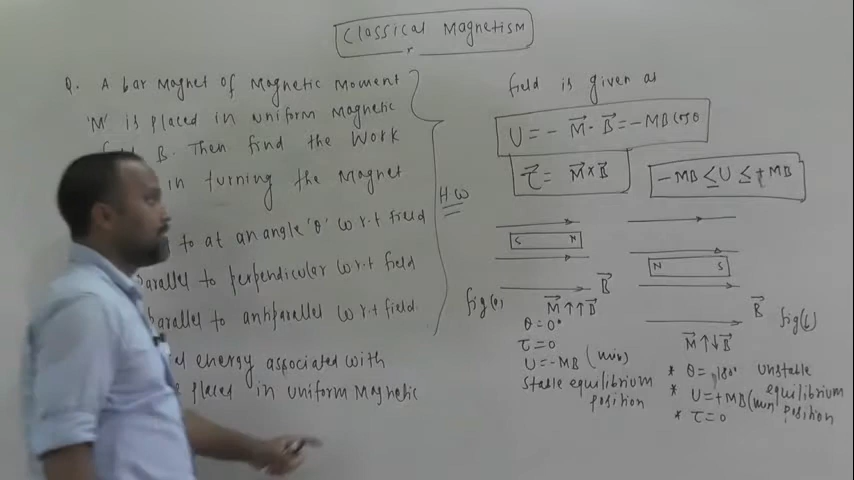 Classical Magnetism
Q. A bar Magnet of Magnetic Moment
'M' is placed in uniform Magnetic
B. Then find the Work
in turning the Magnet
to at an angle 'θ' w.r.t field
parallel to perpendicular w.r.t field
parallel to antiparallel w.r.t field.
energy associated with
placed in uniform Magnetic
HW
field is given as
U = - M⃗ · B⃗ = - MB cosθ
τ⃗ = M⃗ × B⃗
- MB ≤ U ≤ + MB
S N
B⃗
fig(a)
M⃗ ↑↑ B⃗
θ = 0°
τ = 0
U = -MB (min)
Stable equilibrium
position
N S
B⃗
fig(b)
M⃗ ↑↓ B⃗
* θ = 180° unstable
equilibrium
position
* U = +MB
* τ = 0